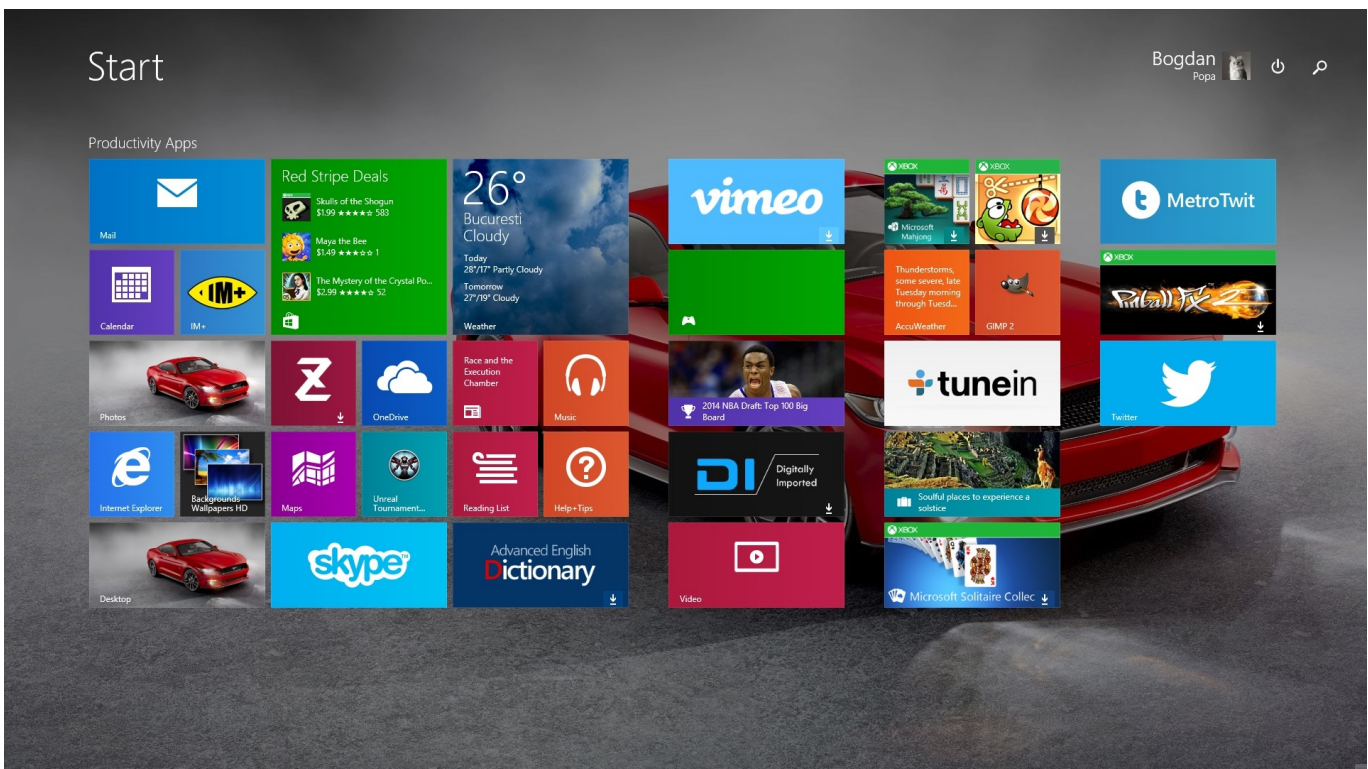 Start
Bogdan
Popa
Productivity Apps
Mail
Red Stripe Deals
Skulls of the Shogun
$1.99 ★★★★☆ 583
Maya the Bee
$1.49 ★★★☆☆ 1
The Mystery of the Crystal Po...
$2.99 ★★★★☆ 52
26°
Bucuresti
Cloudy
Today
28°/17° Partly Cloudy
Tomorrow
27°/19° Cloudy
Weather
Calendar
IM+
IM+
vimeo
XBOX
Microsoft
Mahjong
XBOX
MetroTwit
Thunderstorms,
some severe, late
Tuesday morning
through Tuesd...
AccuWeather
GIMP 2
XBOX
Pinball FX 2
Photos
Z
OneDrive
Race and the
Execution
Chamber
Music
2014 NBA Draft: Top 100 Big
Board
tunein
Twitter
Internet Explorer
Backgrounds
Wallpapers HD
Maps
Unreal
Tournament...
Reading List
Help+Tips
DI
Digitally
Imported
Soulful places to experience a
solstice
Desktop
skype™
Advanced English
Dictionary
Video
XBOX
Microsoft Solitaire Collec